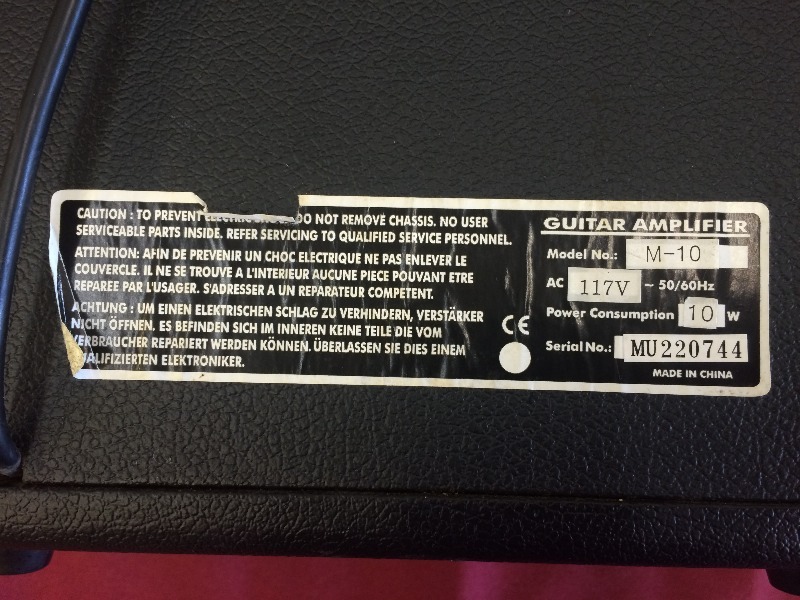 CAUTION : TO PREVENT DO NOT REMOVE CHASSIS. NO USER
SERVICEABLE PARTS INSIDE. REFER SERVICING TO QUALIFIED SERVICE PERSONNEL.
ATTENTION: AFIN DE PREVENIR UN CHOC ELECTRIQUE NE PAS ENLEVER LE
COUVERCLE. IL NE SE TROUVE A L'INTERIEUR AUCUNE PIECE POUVANT ETRE
REPAREE PAR L'USAGER. S'ADRESSER A UN REPARATEUR COMPETENT.
ACHTUNG : UM EINEN ELEKTRISCHEN SCHLAG ZU VERHINDERN, VERSTÄRKER
NICHT ÖFFNEN. ES BEFINDEN SICH IM INNEREN KEINE TEILE DIE VOM
VERBRAUCHER REPARIERT WERDEN KÖNNEN. ÜBERLASSEN SIE DIES EINEM
QUALIFIZIERTEN ELEKTRONIKER.
CE
GUITAR AMPLIFIER
Model No.: M-10
AC 117V ~ 50/60Hz
Power Consumption 10 W
Serial No.: MU220744
MADE IN CHINA